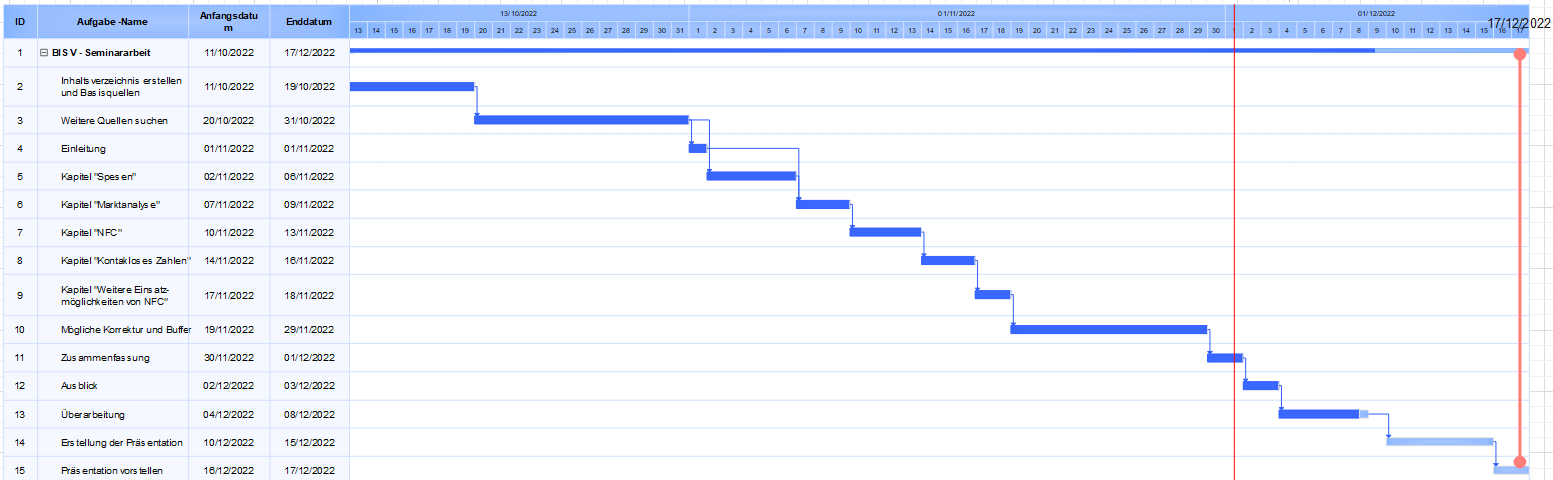 13/10/2022 01/11/2022 01/12/2022
ID Aufgabe -Name Anfangsdatu Enddatum
m
17/12/2022
13 14 15 16 17 18 19 20 21 22 23 24 25 26 27 28 29 30 31 1 2 3 4 5 6 7 8 9 10 11 12 13 14 15 16 17 18 19 20 21 22 23 24 25 26 27 28 29 30 1 2 3 4 5 6 7 8 9 10 11 12 13 14 15 16 17
1 BIS V - Seminararbeit 11/10/2022 17/12/2022
2 Inhaltsverzeichnis erstellen 11/10/2022 19/10/2022
und Basisquellen
3 Weitere Quellen suchen 20/10/2022 31/10/2022
4 Einleitung 01/11/2022 01/11/2022
5 Kapitel "Spesen" 02/11/2022 06/11/2022
6 Kapitel "Marktanalyse" 07/11/2022 09/11/2022
7 Kapitel "NFC" 10/11/2022 13/11/2022
8 Kapitel "Kontakloses Zahlen" 14/11/2022 16/11/2022
9 Kapitel "Weitere Einsatz- 17/11/2022 18/11/2022
möglichkeiten von NFC"
10 Mögliche Korrektur und Buffer 19/11/2022 29/11/2022
11 Zusammenfassung 30/11/2022 01/12/2022
12 Ausblick 02/12/2022 03/12/2022
13 Überarbeitung 04/12/2022 08/12/2022
14 Erstellung der Präsentation 10/12/2022 15/12/2022
15 Präsentation vorstellen 16/12/2022 17/12/2022